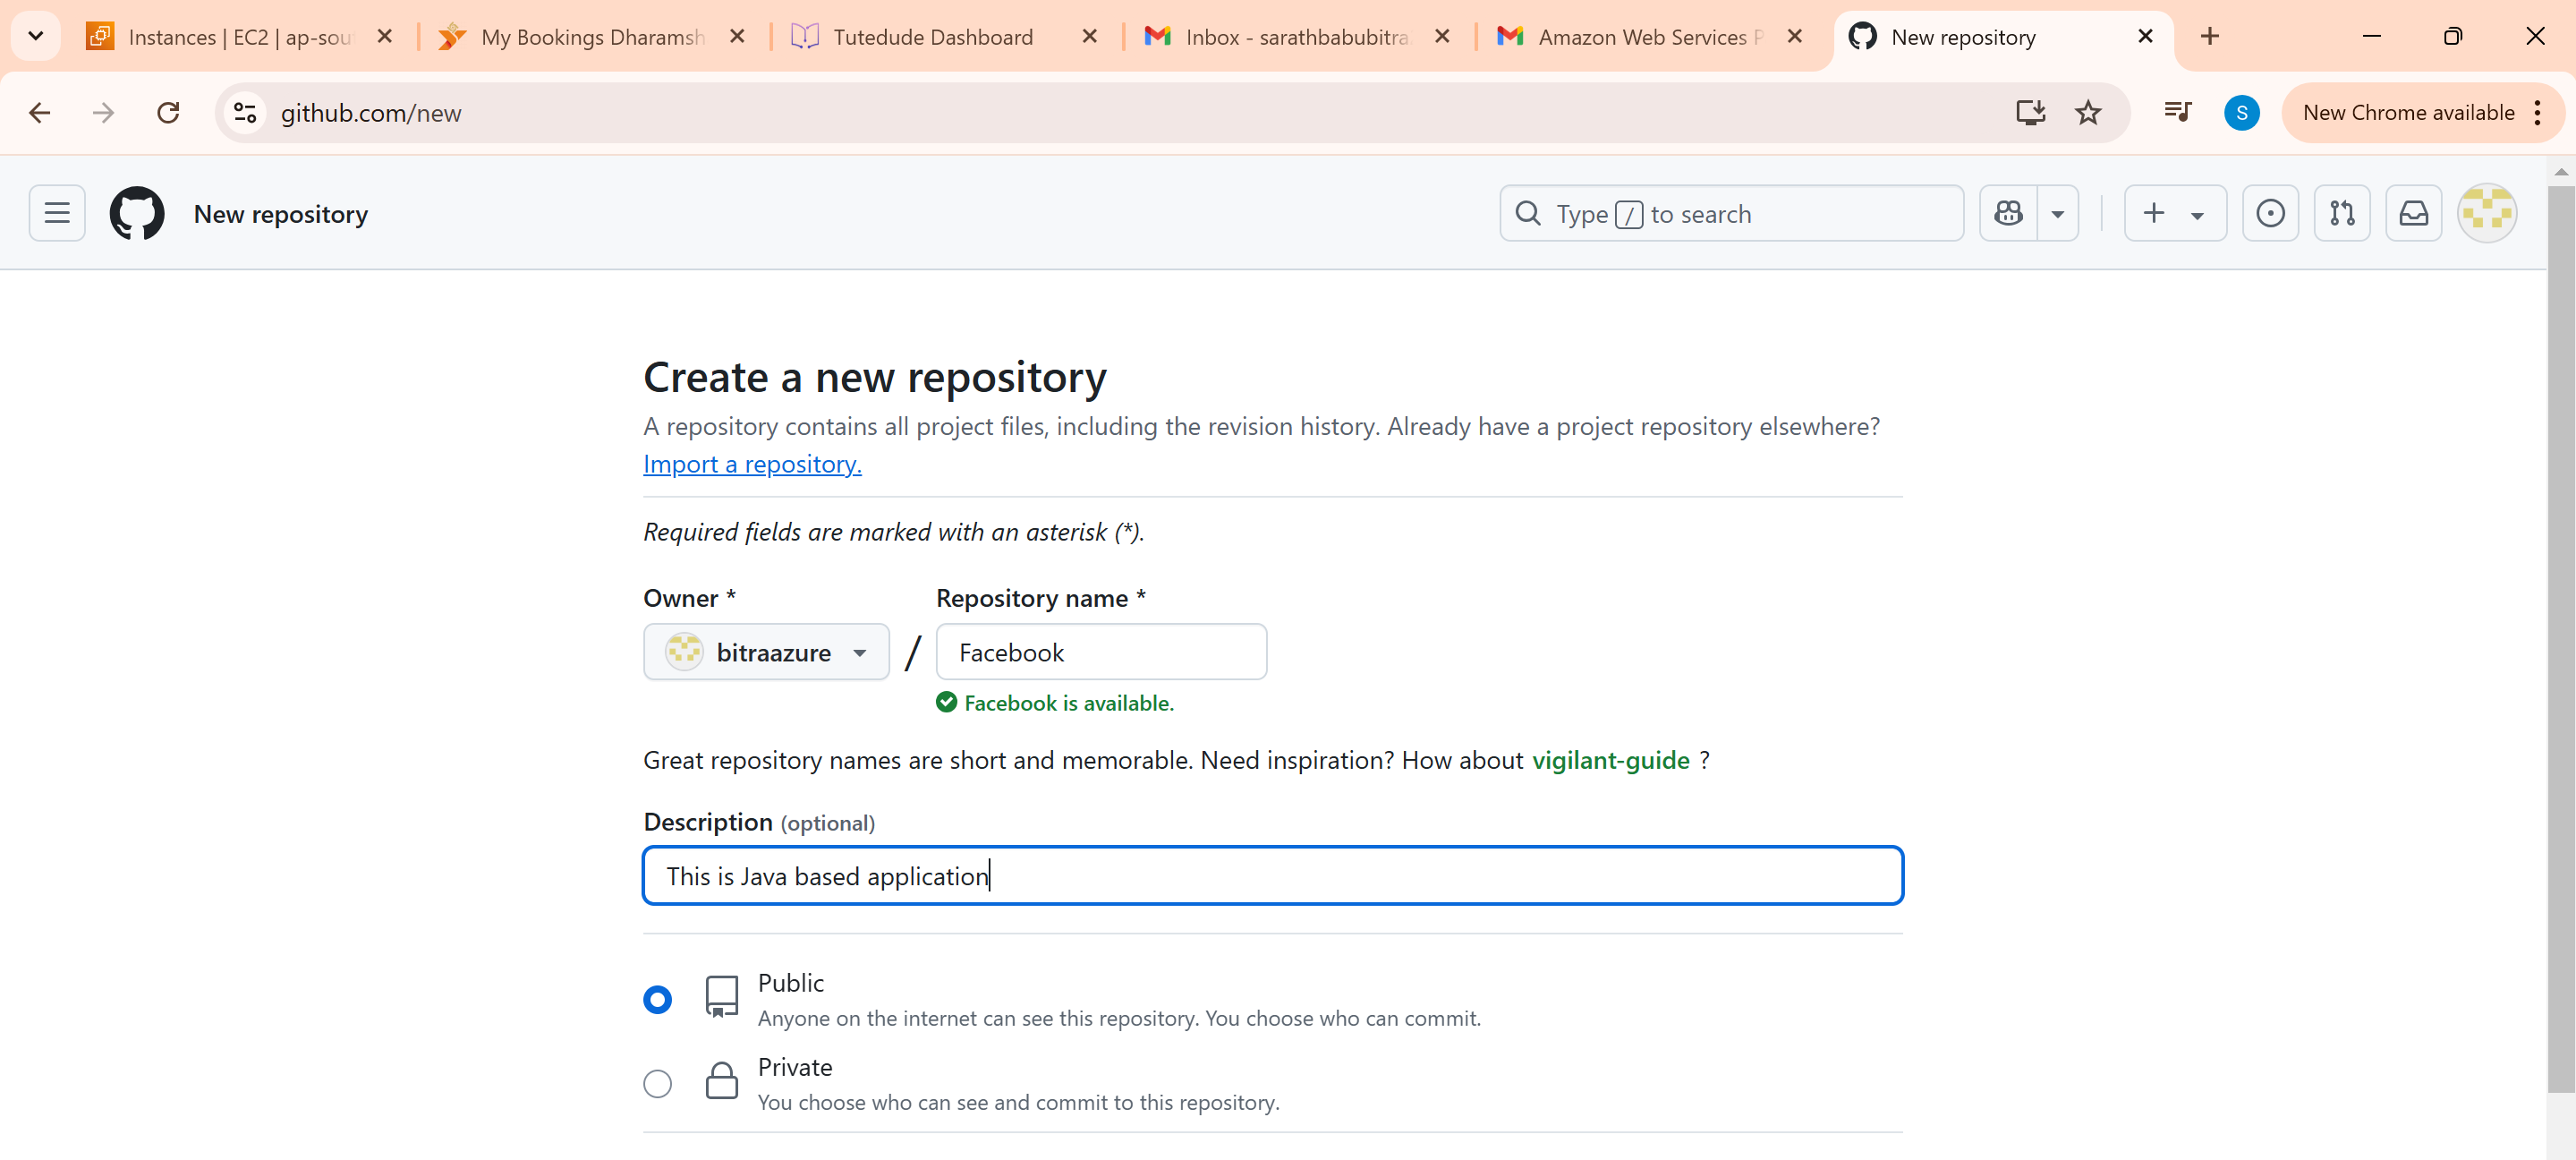 Instances | EC2 | ap-sou
My Bookings Dharamsh
Tutedude Dashboard
Inbox - sarathbabubitra
Amazon Web Services P
New repository
github.com/new
S
New Chrome available
New repository
Type / to search
Create a new repository
A repository contains all project files, including the revision history. Already have a project repository elsewhere?
Import a repository.
Required fields are marked with an asterisk (*).
Owner *
Repository name *
bitraazure / Facebook
Facebook is available.
Great repository names are short and memorable. Need inspiration? How about vigilant-guide ?
Description (optional)
This is Java based application
Public
Anyone on the internet can see this repository. You choose who can commit.
Private
You choose who can see and commit to this repository.